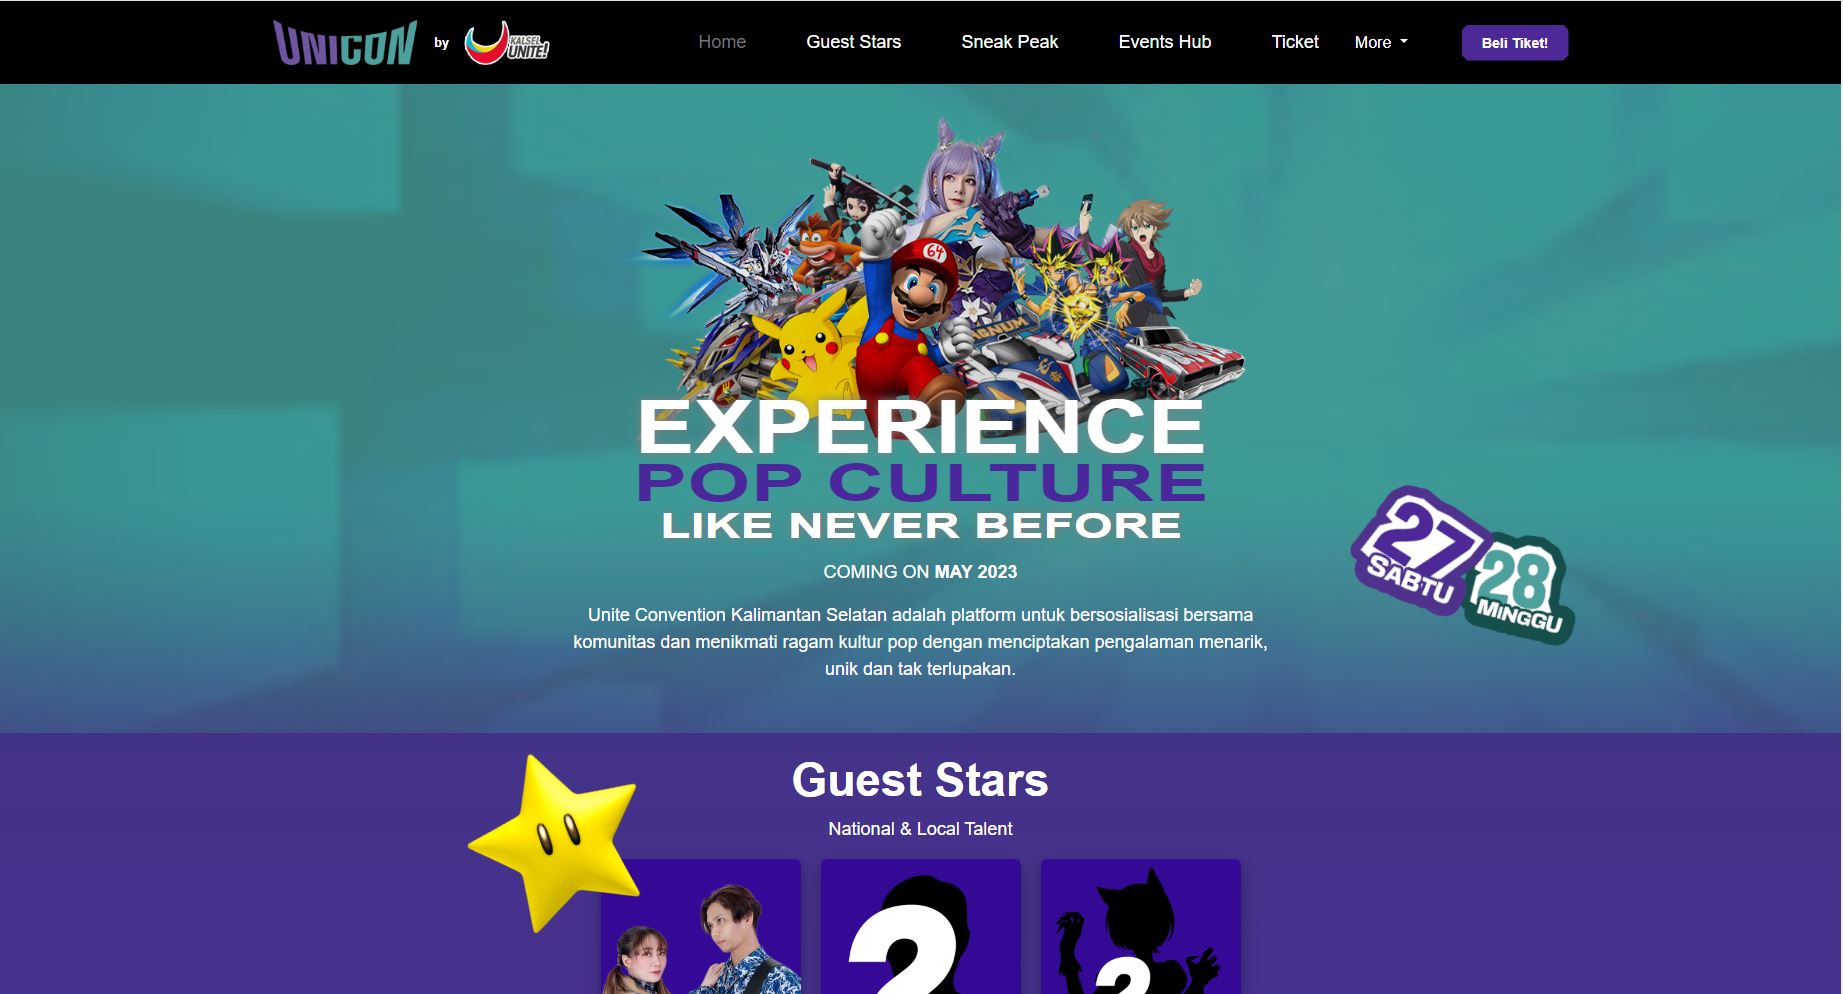 UNICON
by
KALSEL
UNITE!
Home
Guest Stars
Sneak Peak
Events Hub
Ticket
More
Beli Tiket!
64
MAGNUM
EXPERIENCE
POP CULTURE
LIKE NEVER BEFORE
COMING ON MAY 2023
Unite Convention Kalimantan Selatan adalah platform untuk bersosialisasi bersama
komunitas dan menikmati ragam kultur pop dengan menciptakan pengalaman menarik,
unik dan tak terlupakan.
27
SABTU
28
MINGGU
Guest Stars
National & Local Talent
?
?